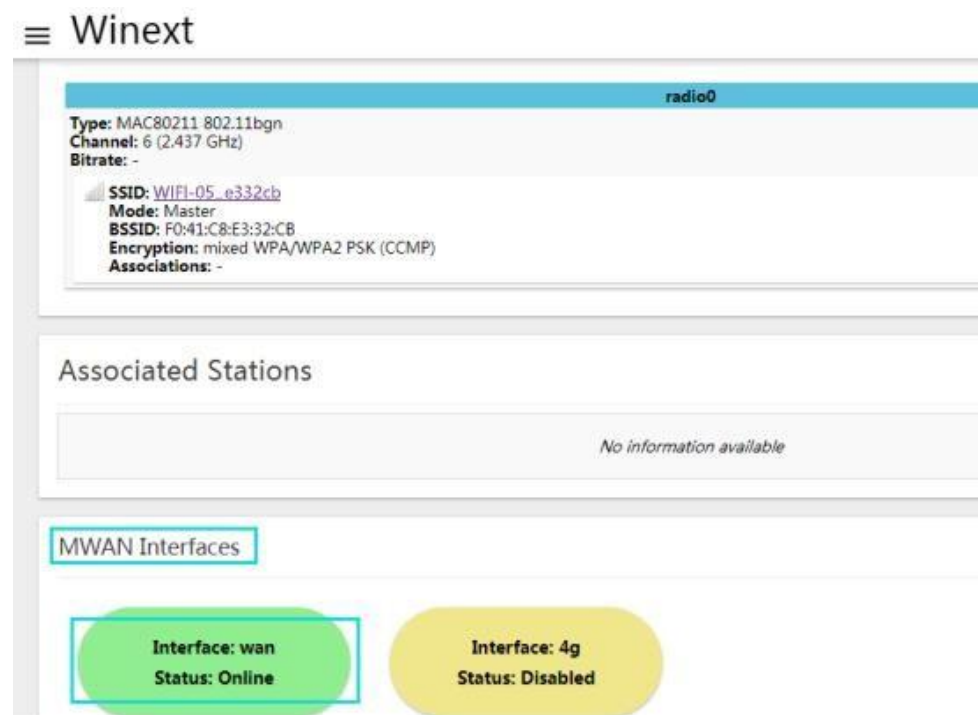 Winext
radio0
Type: MAC80211 802.11bgn
Channel: 6 (2.437 GHz)
Bitrate: -
SSID: WIFI-05_e332cb
Mode: Master
BSSID: F0:41:C8:E3:32:CB
Encryption: mixed WPA/WPA2 PSK (CCMP)
Associations: -
Associated Stations
No information available
MWAN Interfaces
Interface: wan
Status: Online
Interface: 4g
Status: Disabled